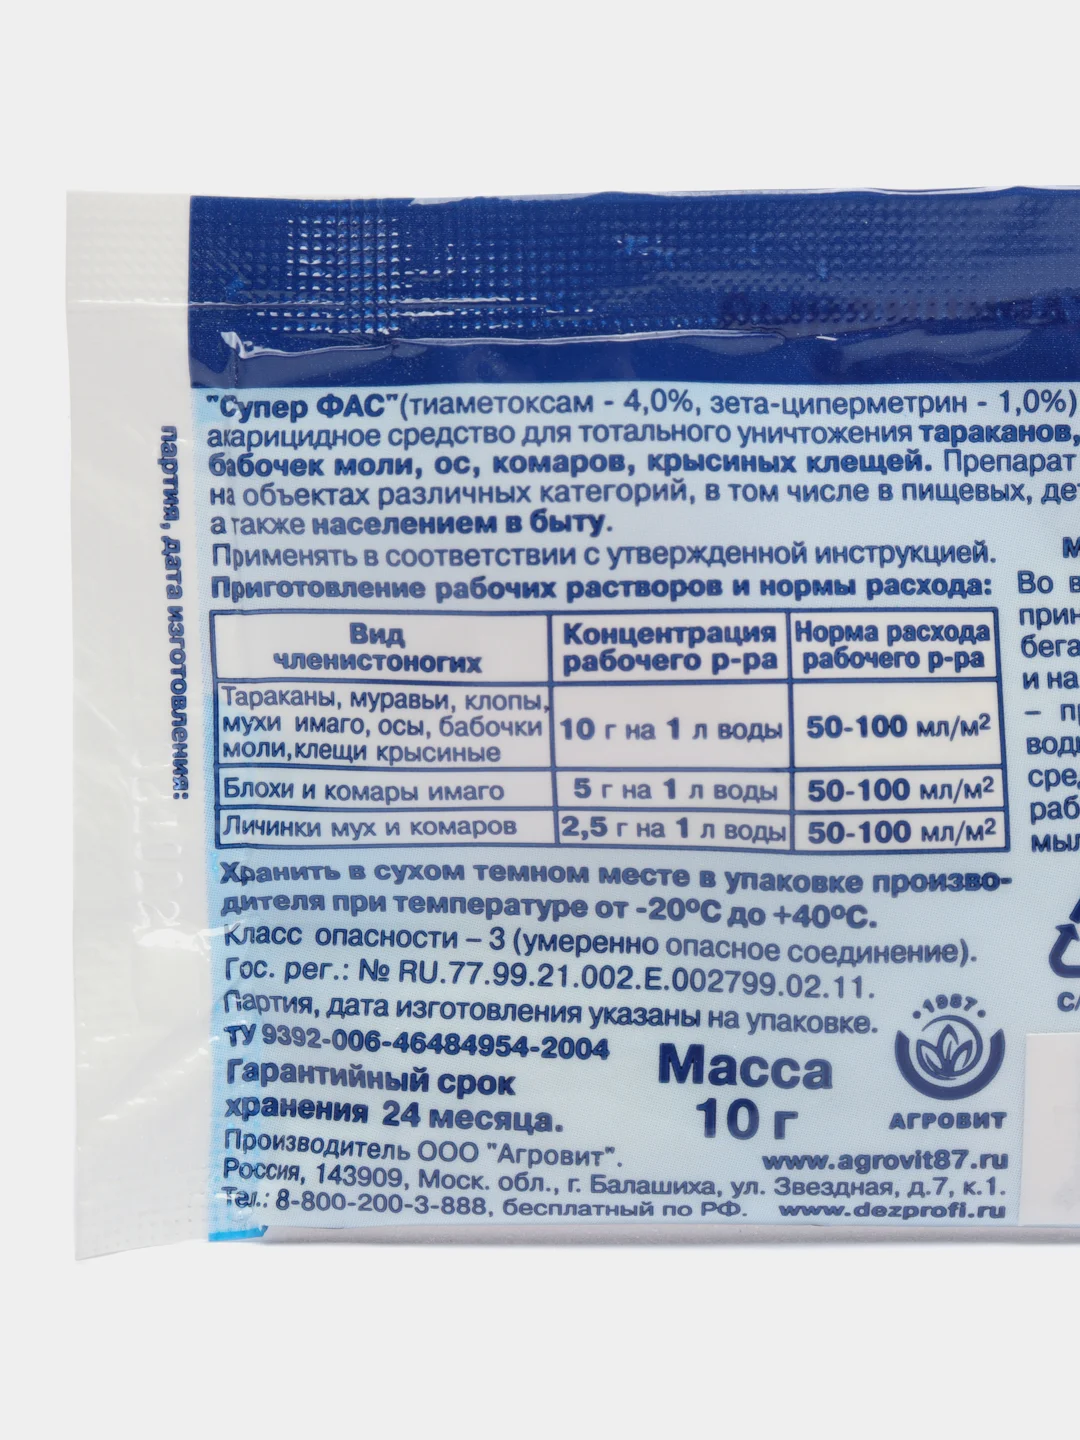 "Супер ФАС"(тиаметоксам - 4,0%, зета-циперметрин - 1,0%)
акарицидное средство для тотального уничтожения тараканов,
бабочек моли, ос, комаров, крысиных клещей. Препарат
на объектах различных категорий, в том числе в пищевых, де
а также населением в быту.
Применять в соответствии с утвержденной инструкцией.
Приготовление рабочих растворов и нормы расхода:
Вид членистоногих
Концентрация рабочего р-ра
Норма расхода рабочего р-ра
Тараканы, муравьи, клопы,
мухи имаго, осы, бабочки
моли,клещи крысиные
10 г на 1 л воды
50-100 мл/м²
Блохи и комары имаго
5 г на 1 л воды
50-100 мл/м²
Личинки мух и комаров
2,5 г на 1 л воды
50-100 мл/м²
Хранить в сухом темном месте в упаковке произво-
дителя при температуре от -20ºС до +40ºС.
Класс опасности – 3 (умеренно опасное соединение).
Гос. рег.: № RU.77.99.21.002.E.002799.02.11.
Партия, дата изготовления указаны на упаковке.
ТУ 9392-006-46484954-2004
Гарантийный срок
хранения 24 месяца.
Масса
10 г
·1987·
АГРОВИТ
Производитель ООО "Агровит".
Россия, 143909, Моск. обл., г. Балашиха, ул. Звездная, д.7, к.1.
Тел.: 8-800-200-3-888, бесплатный по РФ.
www.agrovit87.ru
www.dezprofi.ru
партия, дата изготовления:
Во в
прин
бега
и на
– пр
вод
сре
раб
мыл